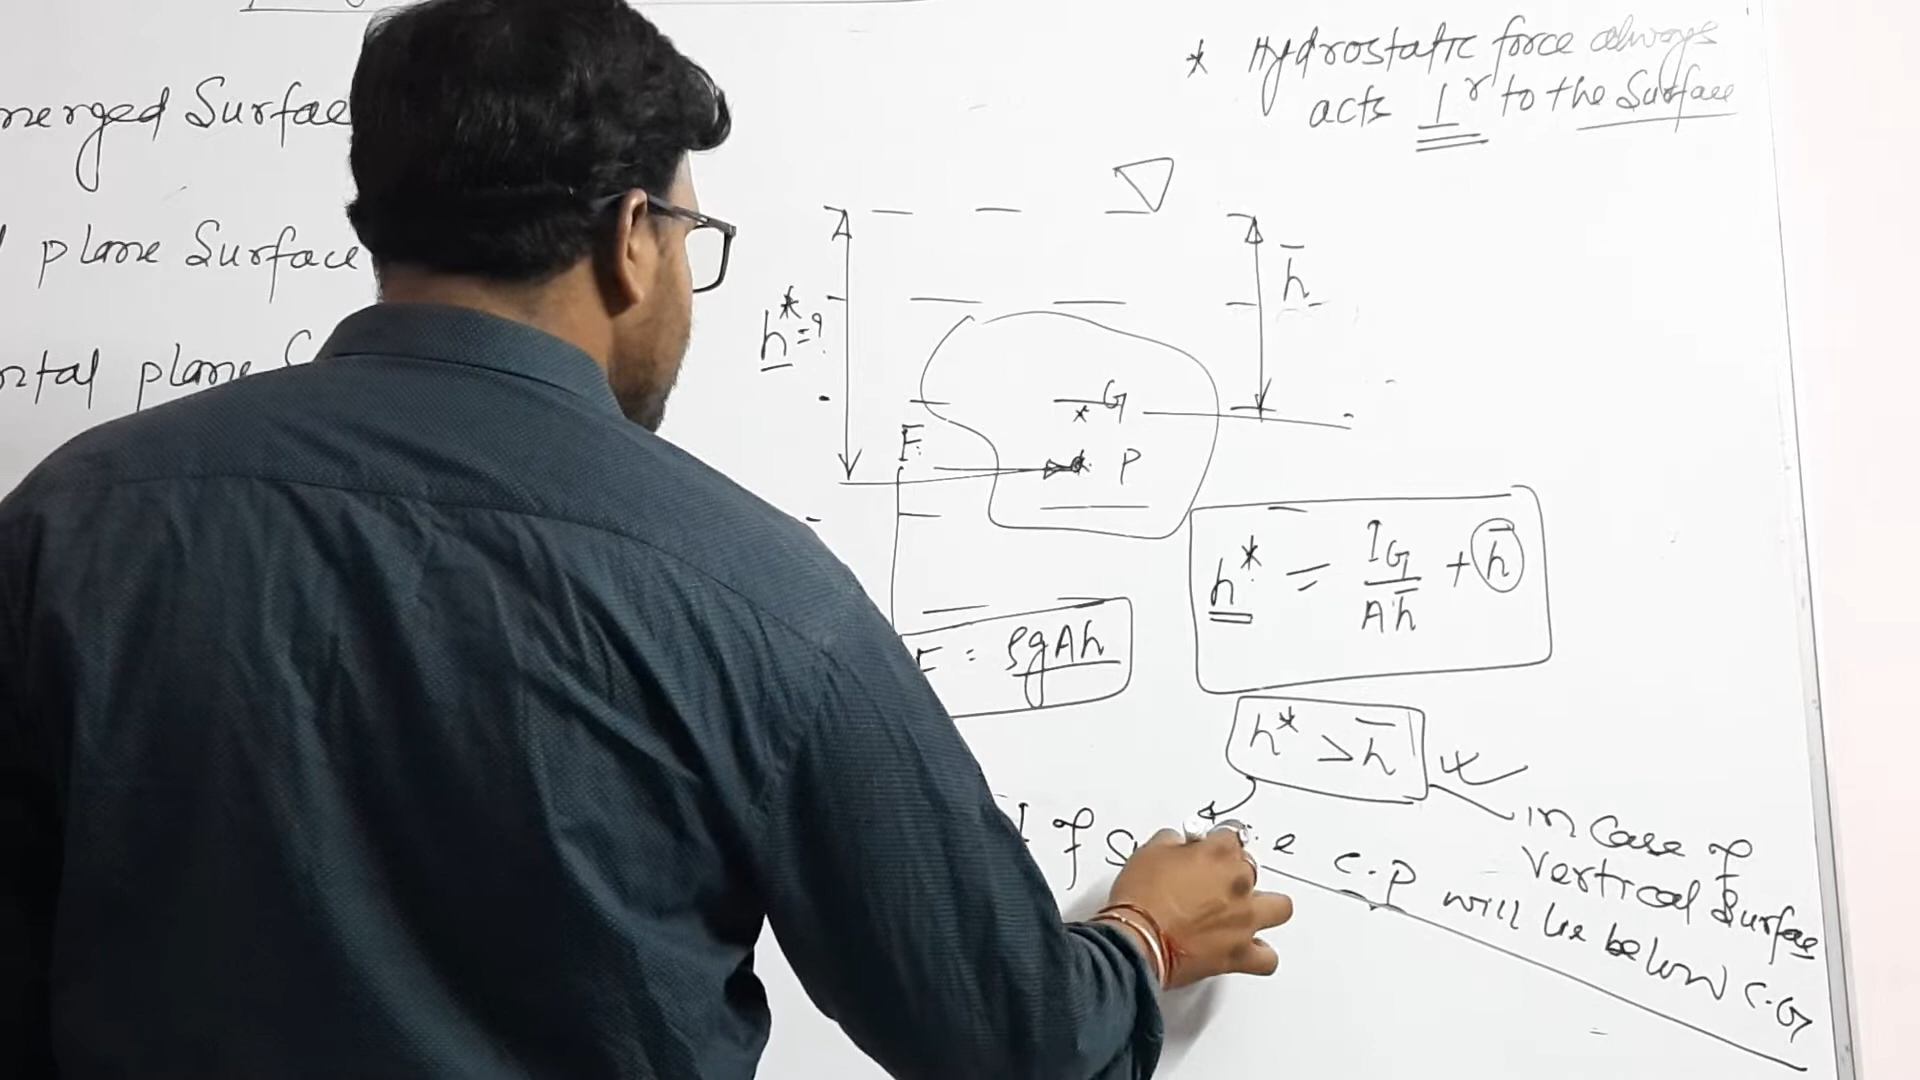 * Hydrostatic force always
acts ⊥r to the Surface
merged Surface
plane Surface
ntal plane
h* = ?
h̄
G
F
P
h* = I_G / Ah̄ + h̄
F = ρgAh̄
h* > h̄
in Case of
vertical Surface
C.P will be below C.G